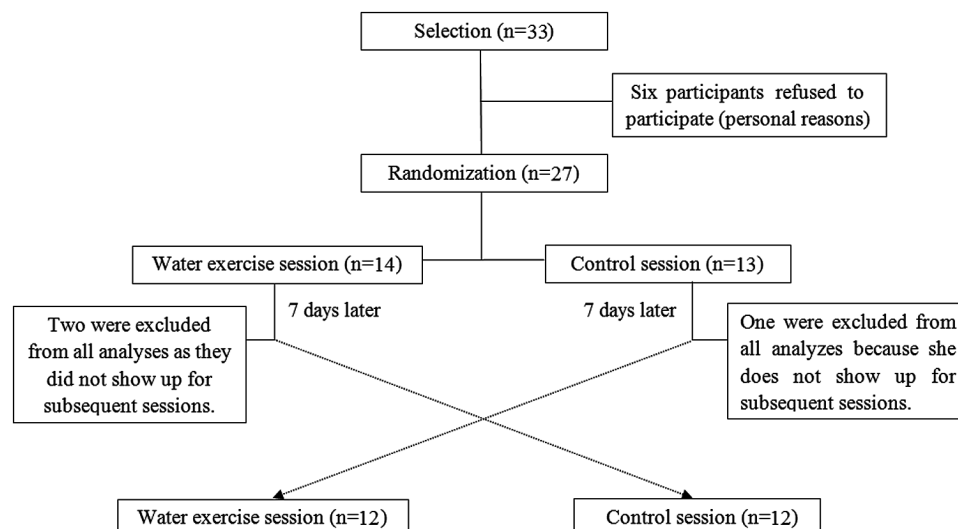 Selection (n=33)
Six participants refused to
participate (personal reasons)
Randomization (n=27)
Water exercise session (n=14)
Control session (n=13)
7 days later
7 days later
Two were excluded
from all analyses as they
did not show up for
subsequent sessions.
One were excluded from
all analyzes because she
does not show up for
subsequent sessions.
Water exercise session (n=12)
Control session (n=12)